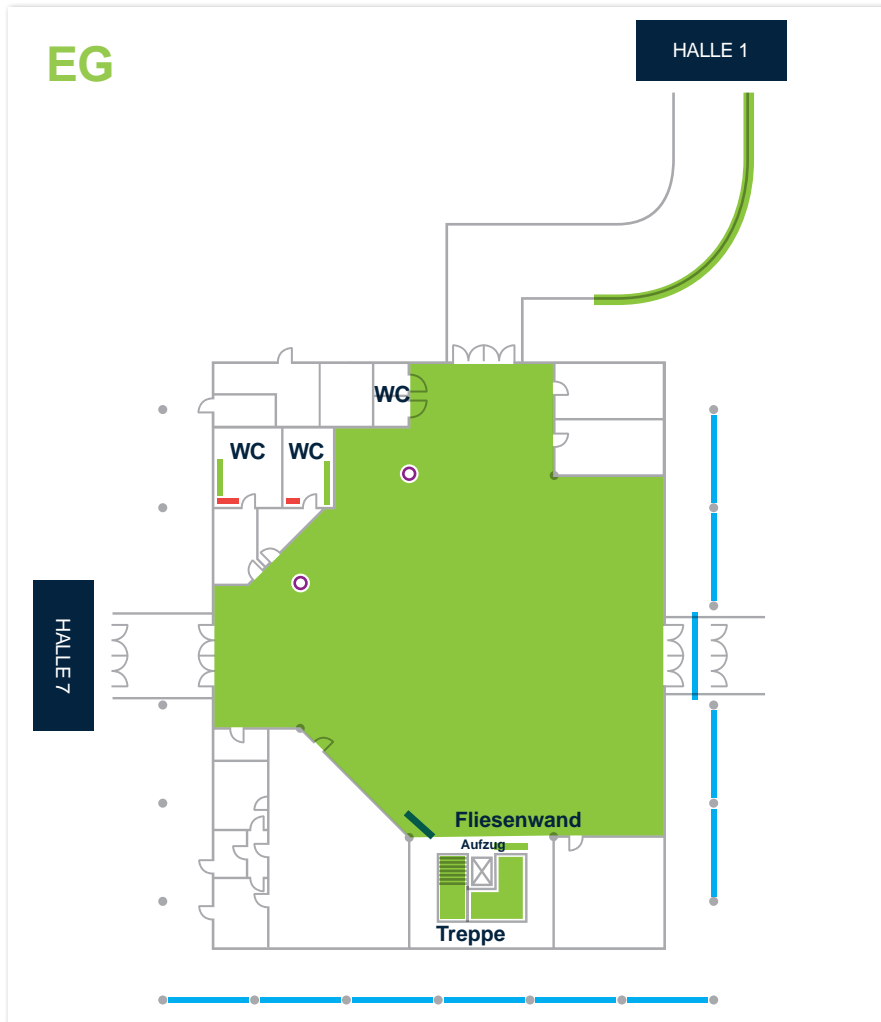 EG
HALLE 1
WC
WC
WC
HALLE 7
Fliesenwand
Aufzug
Treppe